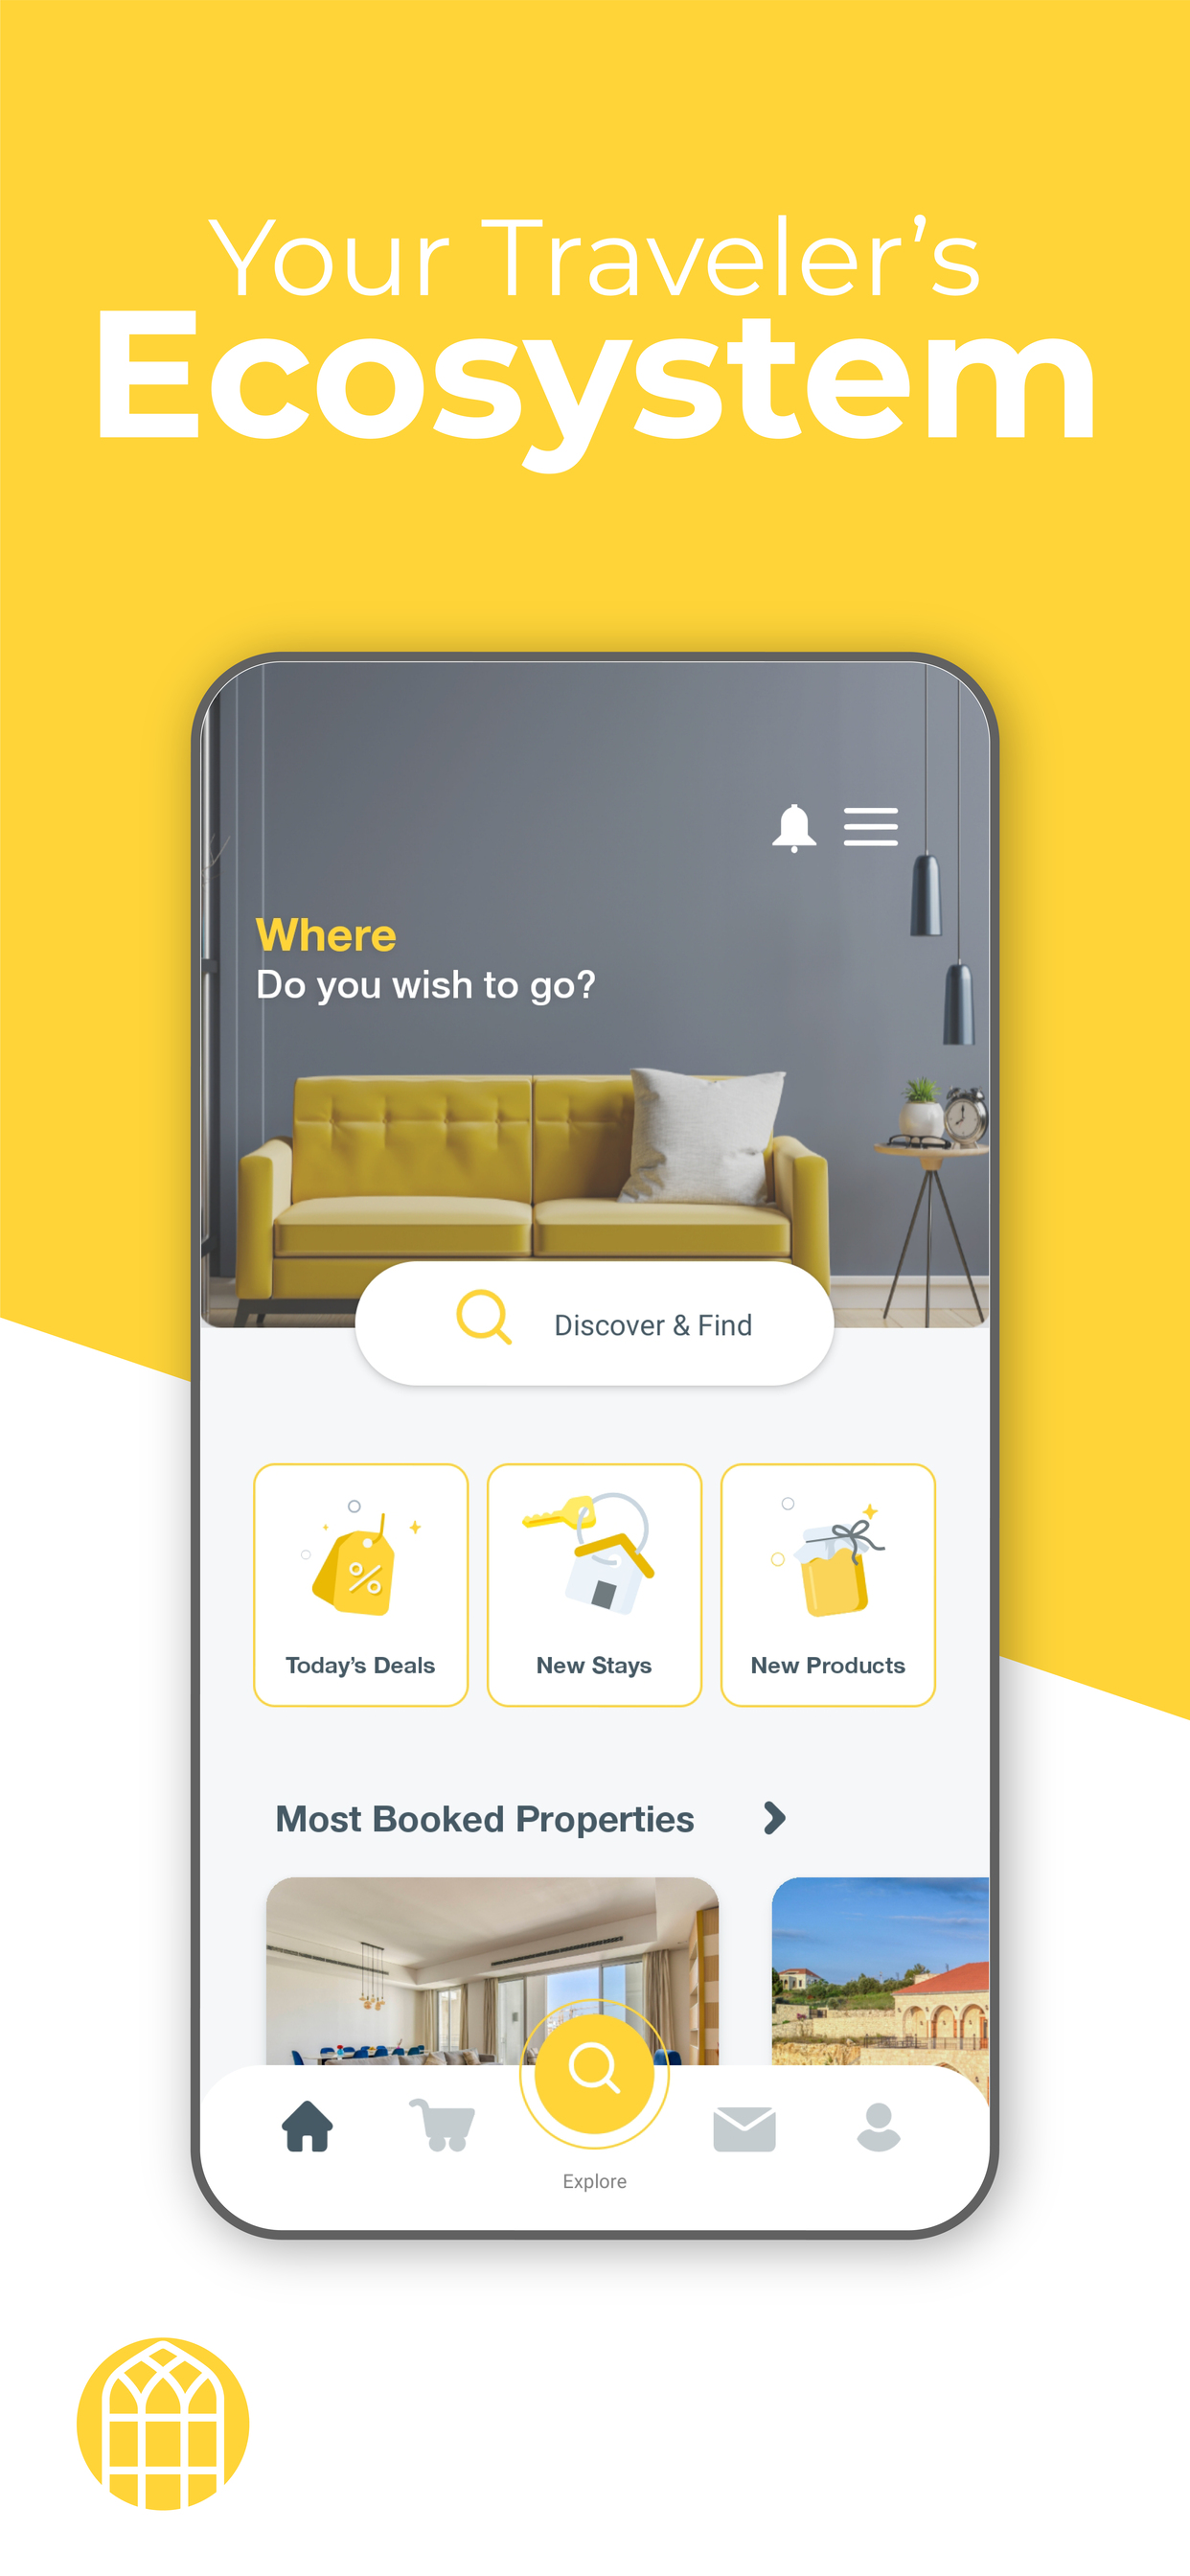 Your Traveler’s
Ecosystem
Where
Do you wish to go?
Discover & Find
Today’s Deals
New Stays
New Products
Most Booked Properties
Explore